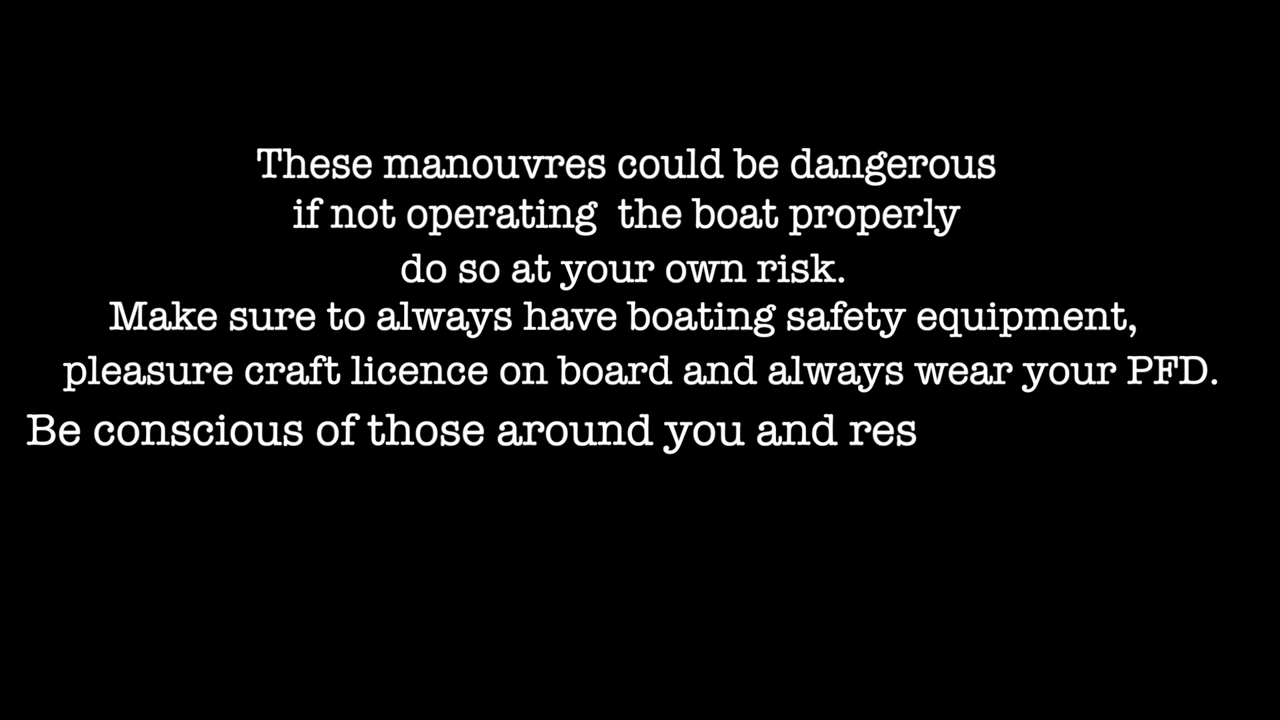 These manouvres could be dangerous
if not operating  the boat properly
do so at your own risk.
Make sure to always have boating safety equipment,
pleasure craft licence on board and always wear your PFD.
Be conscious of those around you and res